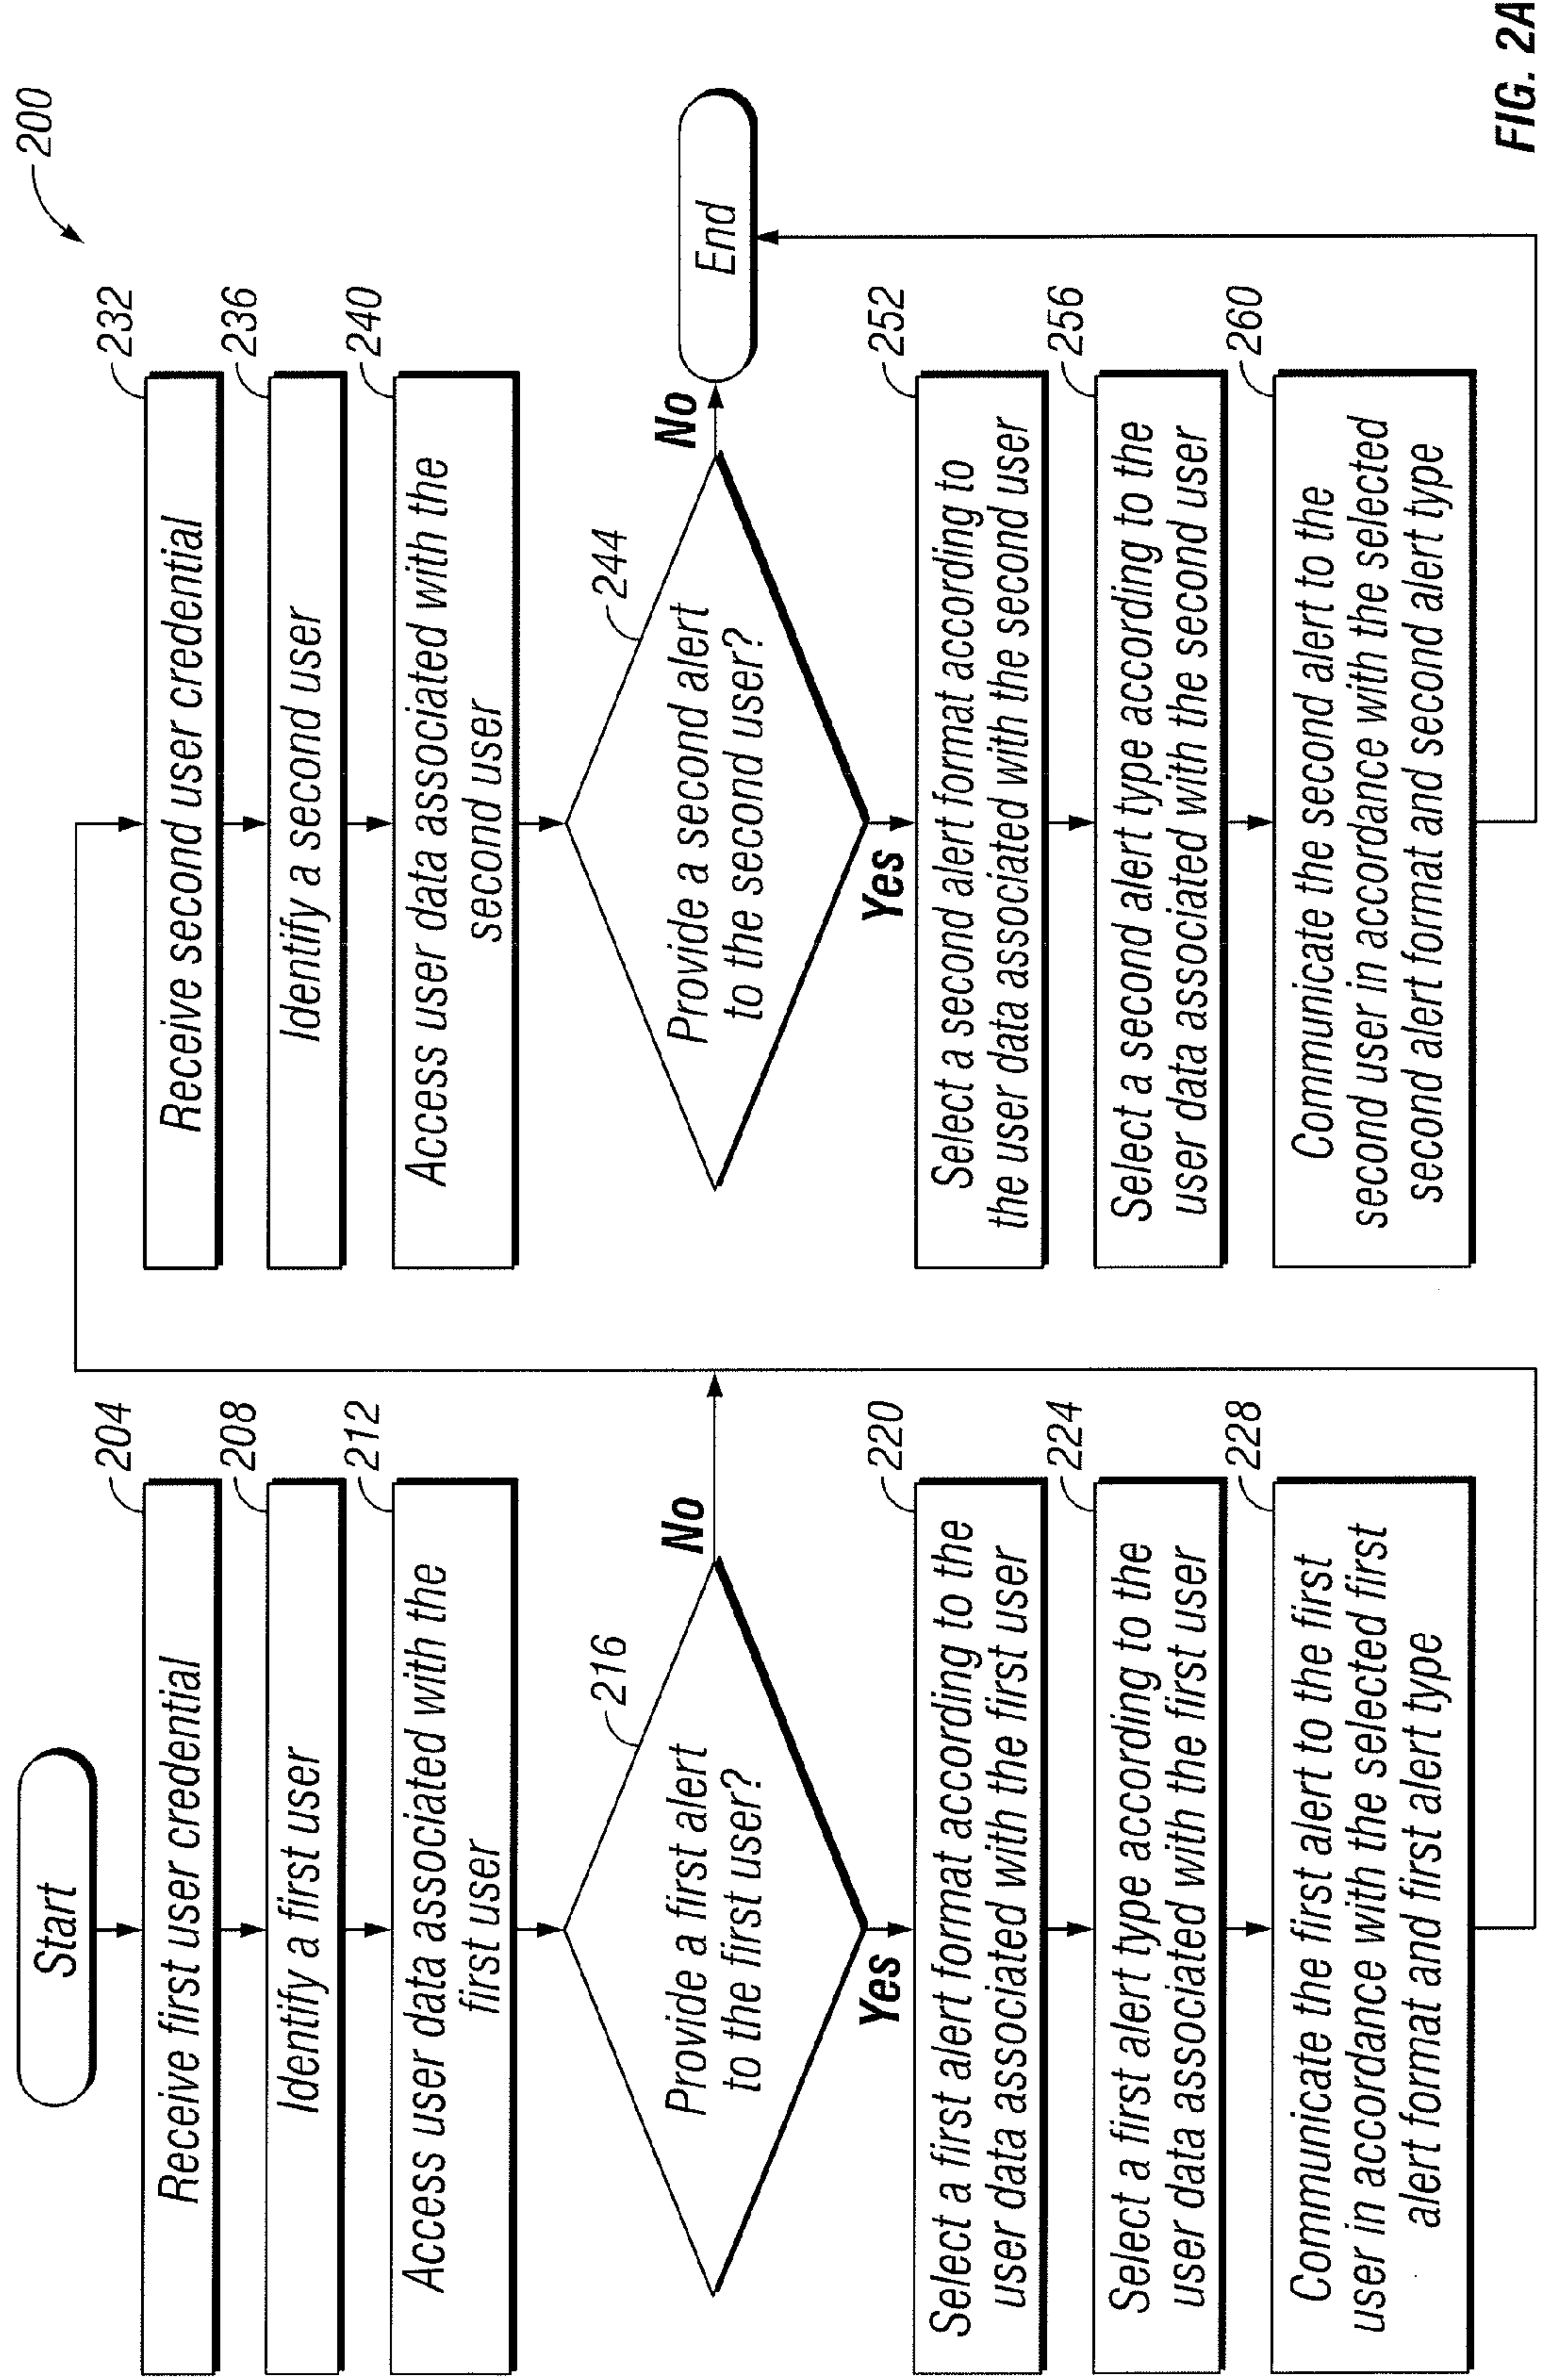 200
Start
204
Receive first user credential
208
Identify a first user
212
Access user data associated with the
first user
216
Provide a first alert
to the first user?
No
Yes
220
Select a first alert format according to the
user data associated with the first user
224
Select a first alert type according to the
user data associated with the first user
228
Communicate the first alert to the first
user in accordance with the selected first
alert format and first alert type
232
Receive second user credential
236
Identify a second user
240
Access user data associated with the
second user
244
Provide a second alert
to the second user?
No
End
Yes
252
Select a second alert format according to
the user data associated with the second user
256
Select a second alert type according to the
user data associated with the second user
260
Communicate the second alert to the
second user in accordance with the selected
second alert format and second alert type
FIG. 2A